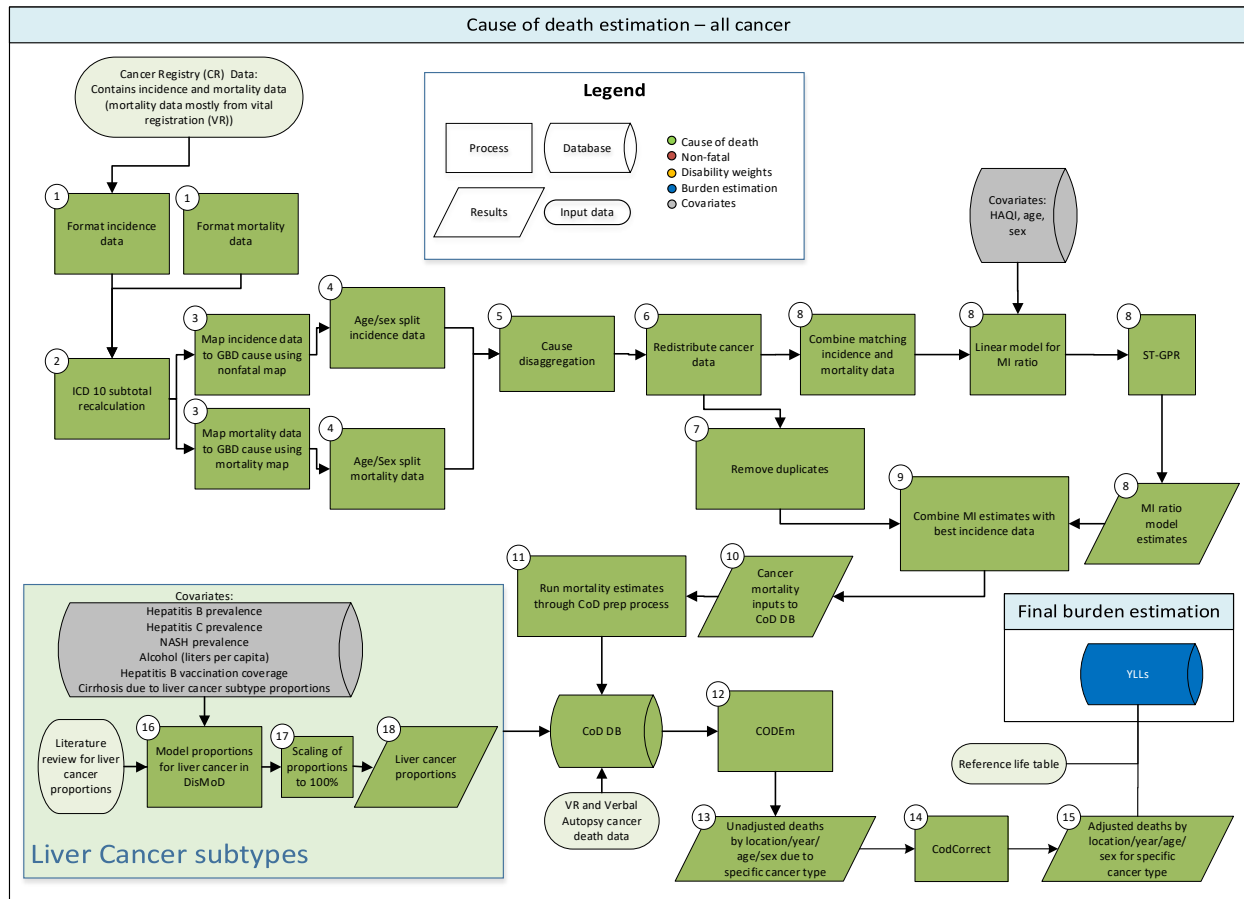 Cause of death estimation – all cancer
Cancer Registry (CR) Data:
Contains incidence and mortality data
(mortality data mostly from vital
registration (VR))
Legend
Process
Database
Results
Input data
Cause of death
Non-fatal
Disability weights
Burden estimation
Covariates
Covariates:
HAQI, age,
sex
1
Format incidence
data
1
Format mortality
data
2
ICD 10 subtotal
recalculation
3
Map incidence data
to GBD cause using
nonfatal map
3
Map mortality data
to GBD cause using
mortality map
4
Age/sex split
incidence data
4
Age/Sex split
mortality data
5
Cause
disaggregation
6
Redistribute cancer
data
8
Combine matching
incidence and
mortality data
8
Linear model for
MI ratio
8
ST-GPR
7
Remove duplicates
9
Combine MI estimates with
best incidence data
8
MI ratio
model
estimates
10
Cancer
mortality
inputs to
CoD DB
11
Run mortality estimates
through CoD prep process
Covariates:
Hepatitis B prevalence
Hepatitis C prevalence
NASH prevalence
Alcohol (liters per capita)
Hepatitis B vaccination coverage
Cirrhosis due to liver cancer subtype proportions
Literature
review for liver
cancer
proportions
16
Model proportions
for liver cancer in
DisMoD
17
Scaling of
proportions
to 100%
18
Liver cancer
proportions
Liver Cancer subtypes
CoD DB
VR and Verbal
Autopsy cancer
death data
12
CODEm
13
Unadjusted deaths
by location/year/
age/sex due to
specific cancer type
14
CodCorrect
15
Adjusted deaths by
location/year/age/
sex for specific
cancer type
Reference life table
Final burden estimation
YLLs